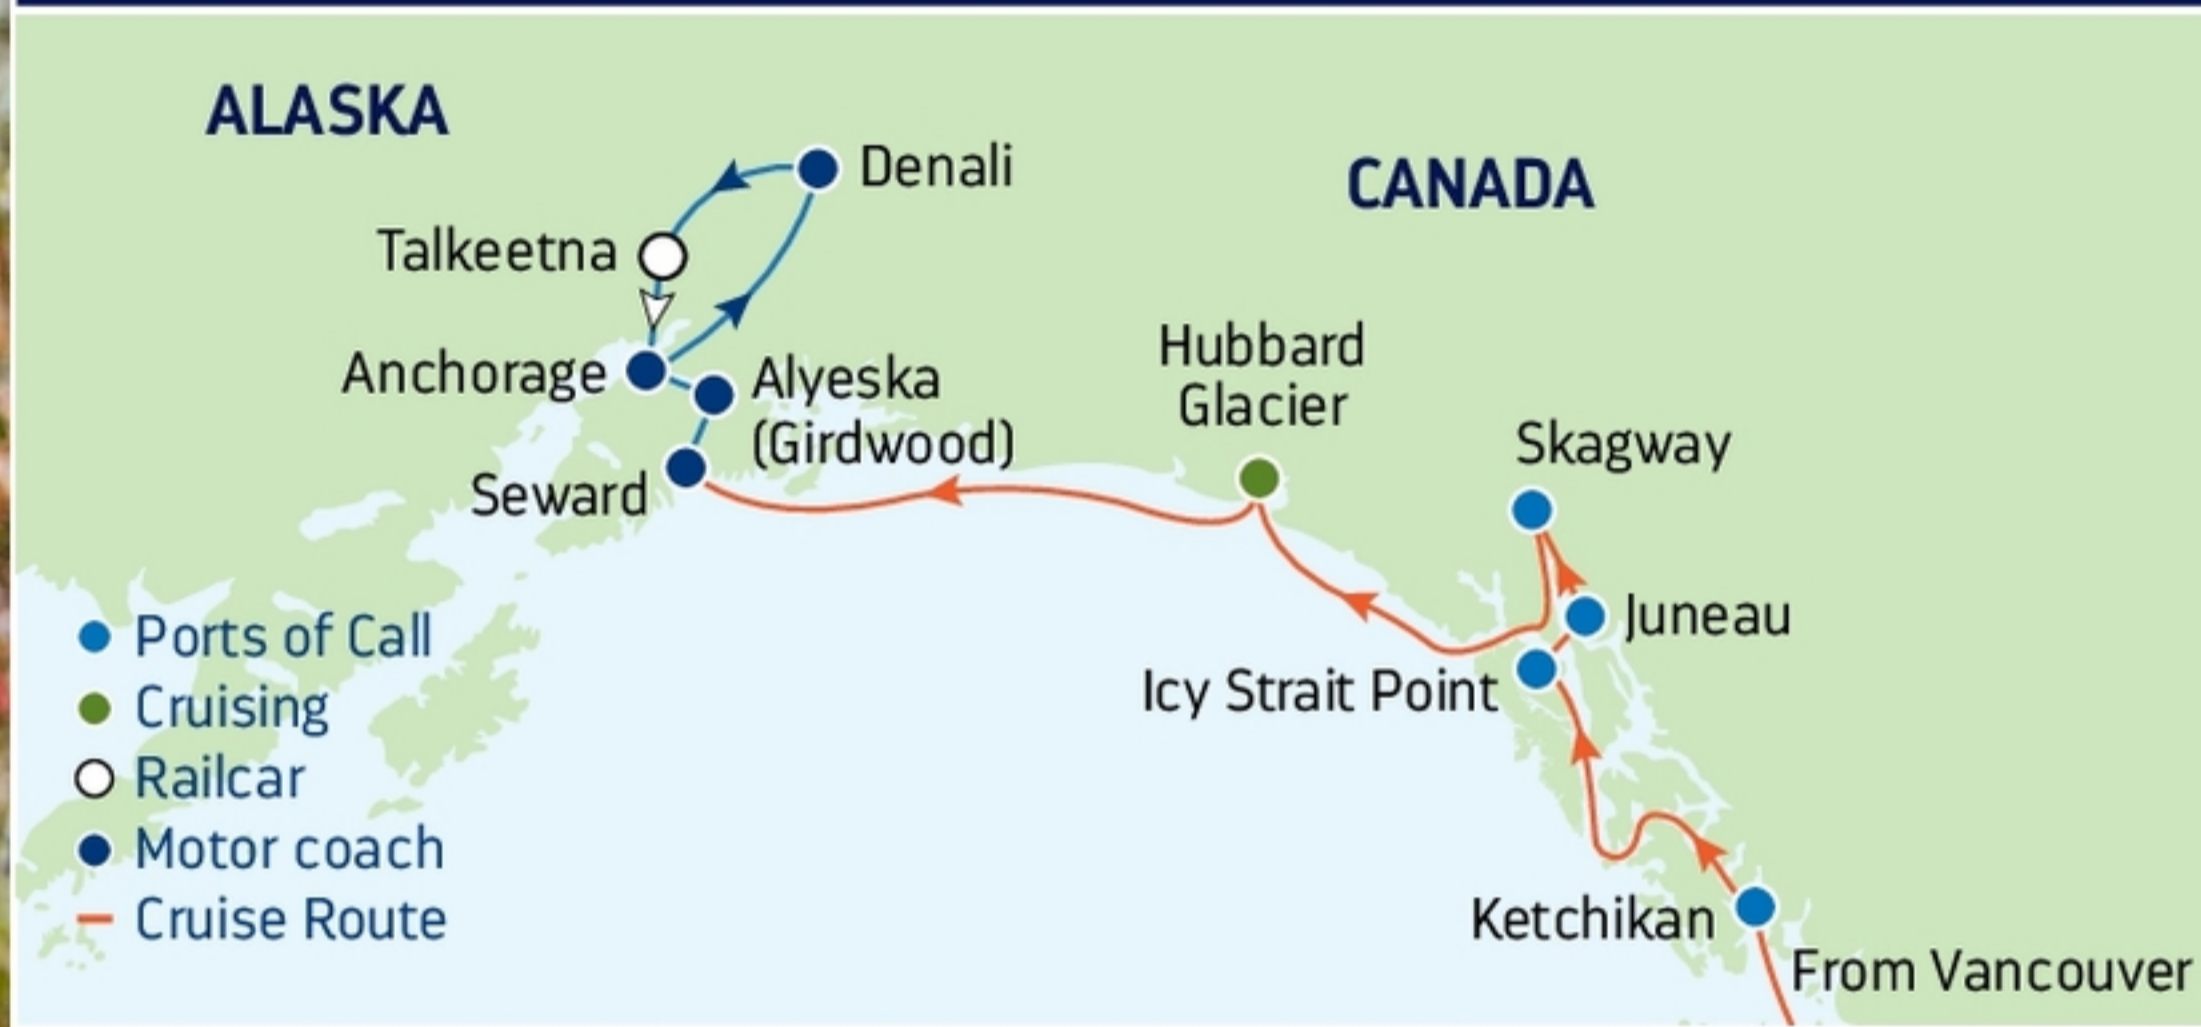 ALASKA
CANADA
Denali
Talkeetna
Anchorage
Alyeska
(Girdwood)
Seward
Hubbard
Glacier
Skagway
Juneau
Icy Strait Point
Ketchikan
From Vancouver
Ports of Call
Cruising
Railcar
Motor coach
Cruise Route